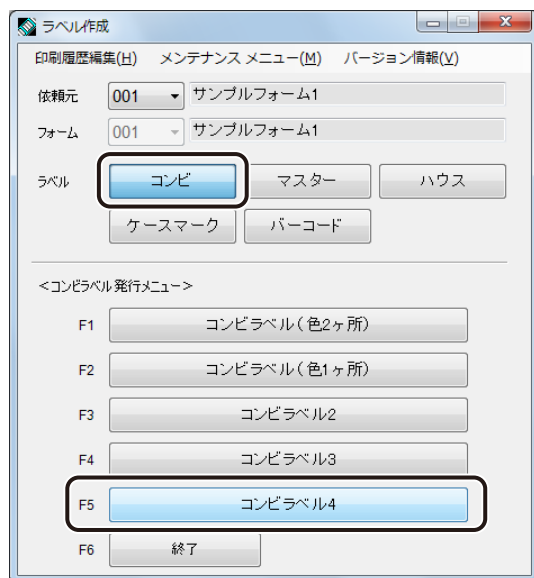 ラベル作成
印刷履歴編集(H) メンテナンス メニュー(M) バージョン情報(V)
依頼元 001 サンプルフォーム1
フォーム 001 サンプルフォーム1
ラベル コンビ マスター ハウス
ケースマーク バーコード
<コンビラベル発行メニュー>
F1 コンビラベル(色2ヶ所)
F2 コンビラベル(色1ヶ所)
F3 コンビラベル2
F4 コンビラベル3
F5 コンビラベル4
F6 終了